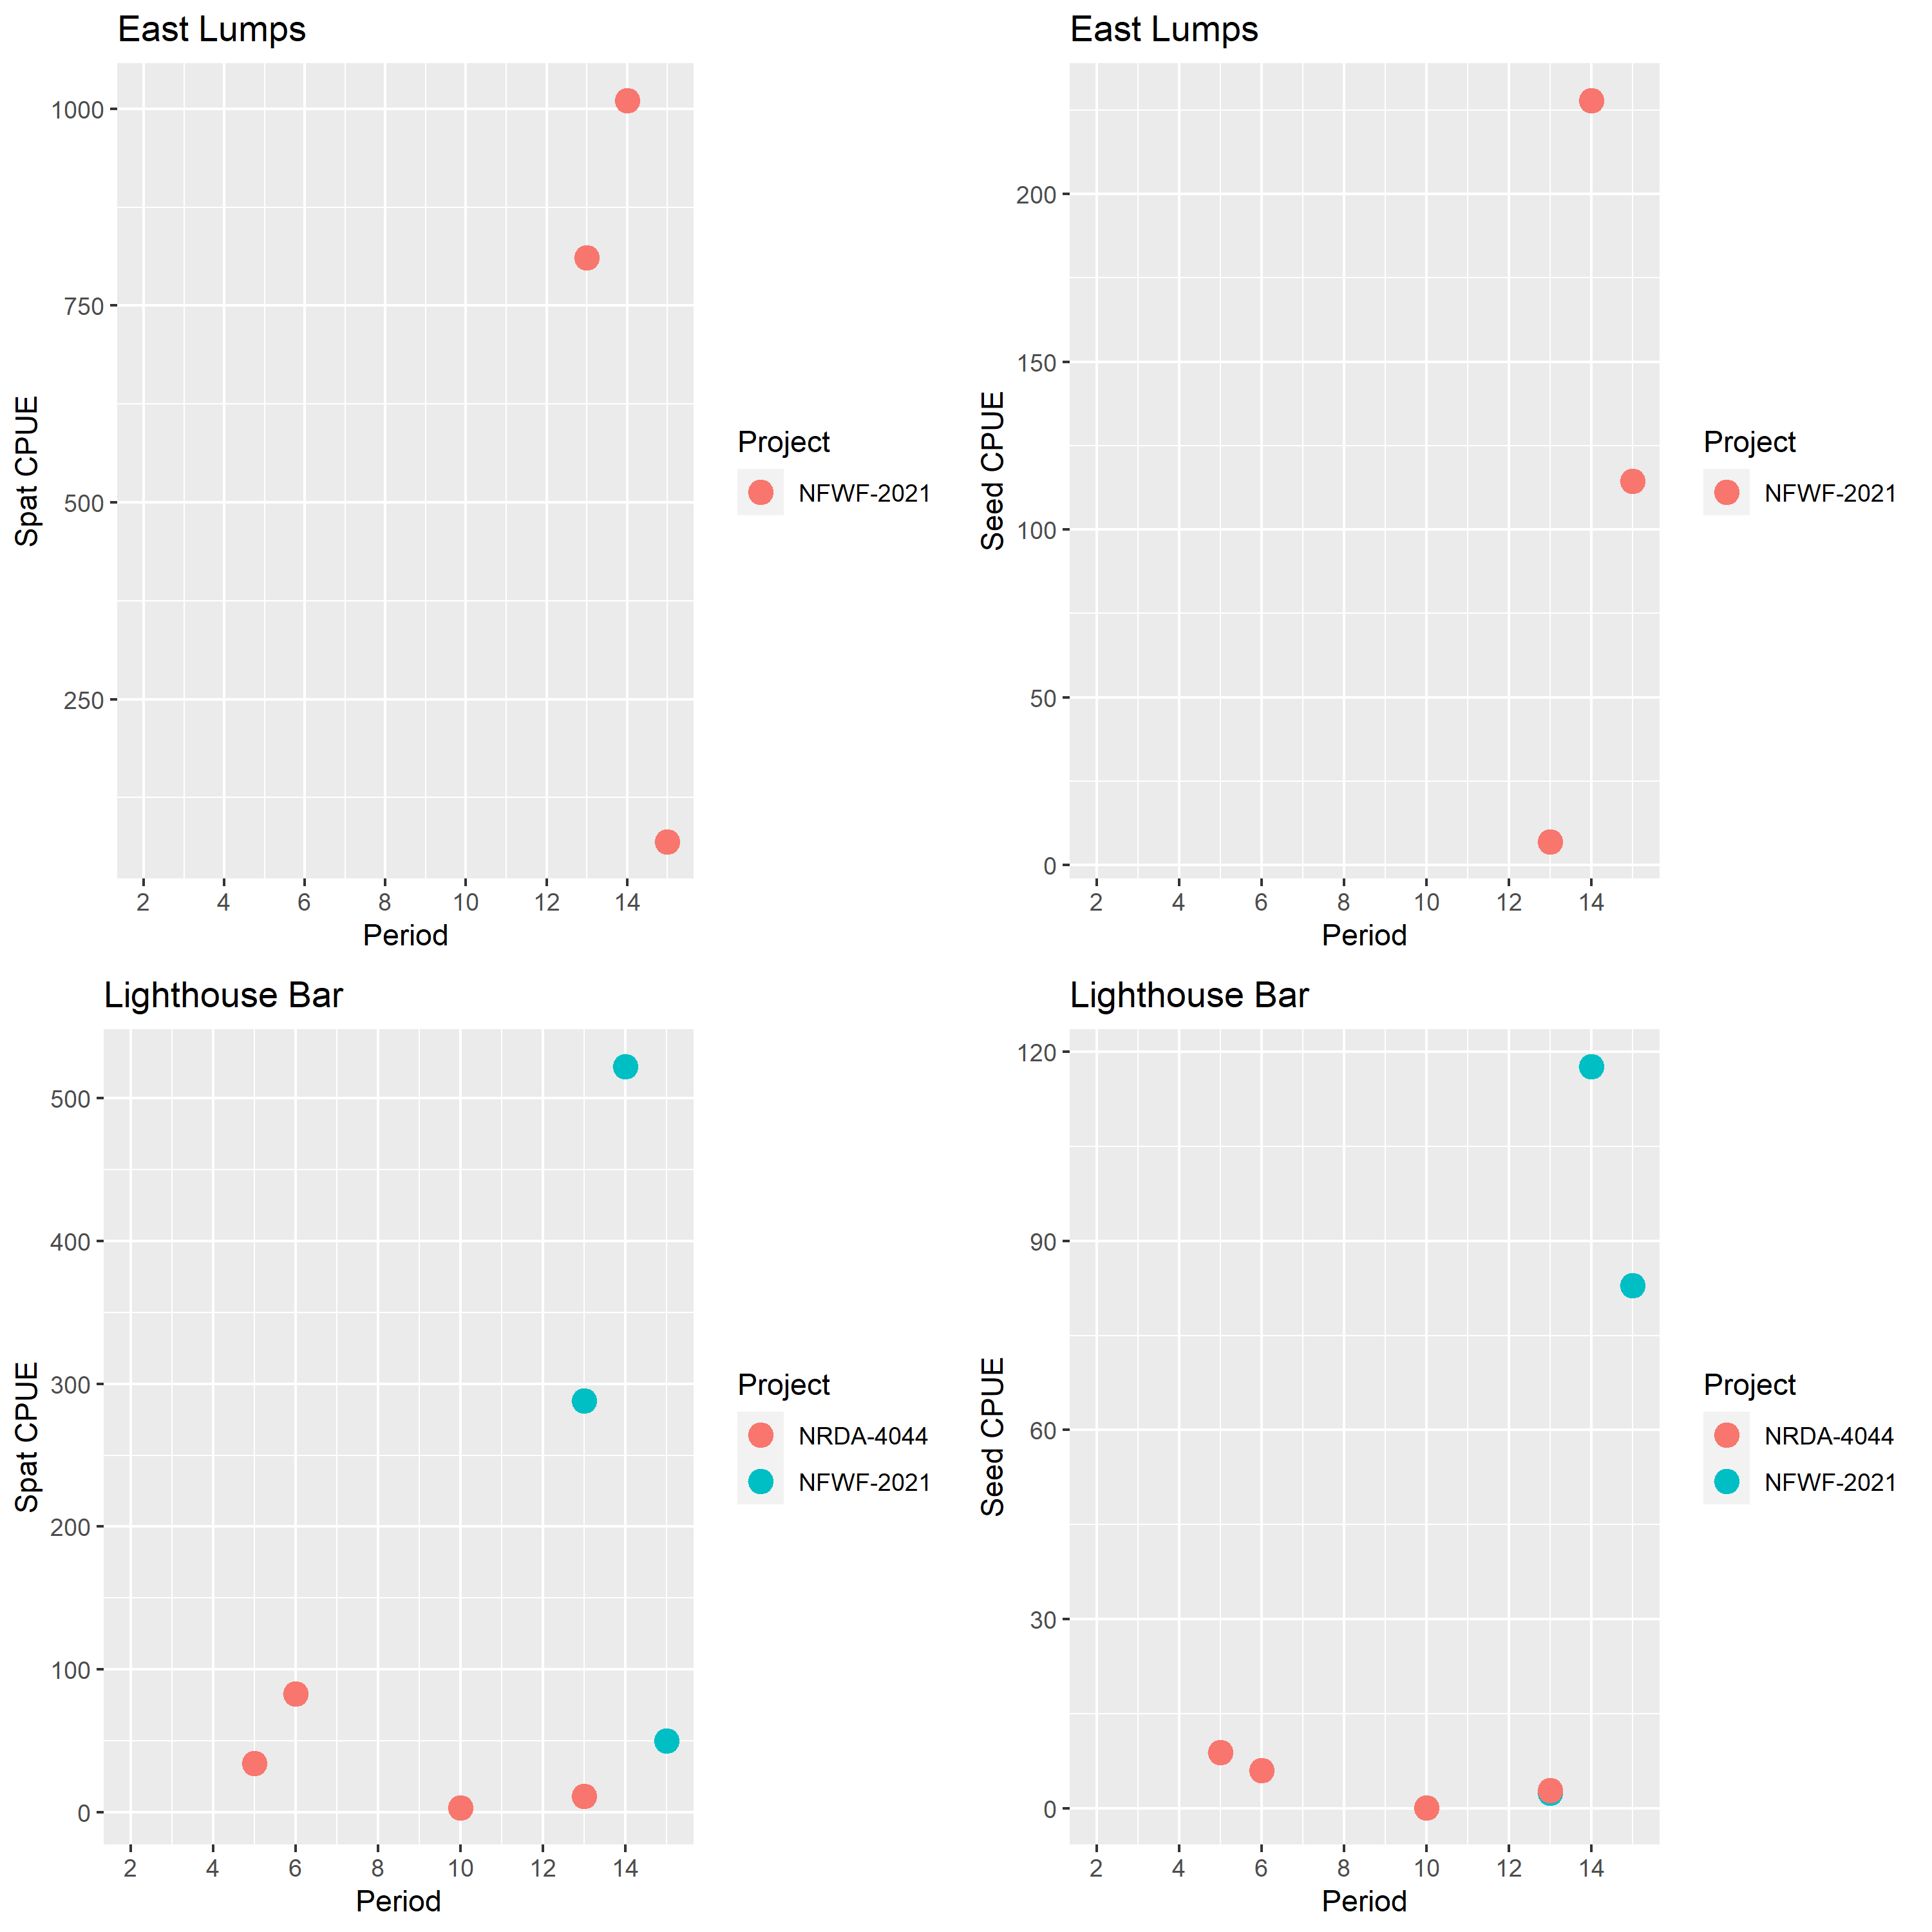 East Lumps
1000
750
500
250
Spat CPUE
2 4 6 8 10 12 14
Period
Project
NFWF-2021
East Lumps
200
150
100
50
0
Seed CPUE
2 4 6 8 10 12 14
Period
Project
NFWF-2021
Lighthouse Bar
500
400
300
200
100
0
Spat CPUE
2 4 6 8 10 12 14
Period
Project
NRDA-4044
NFWF-2021
Lighthouse Bar
120
90
60
30
0
Seed CPUE
2 4 6 8 10 12 14
Period
Project
NRDA-4044
NFWF-2021